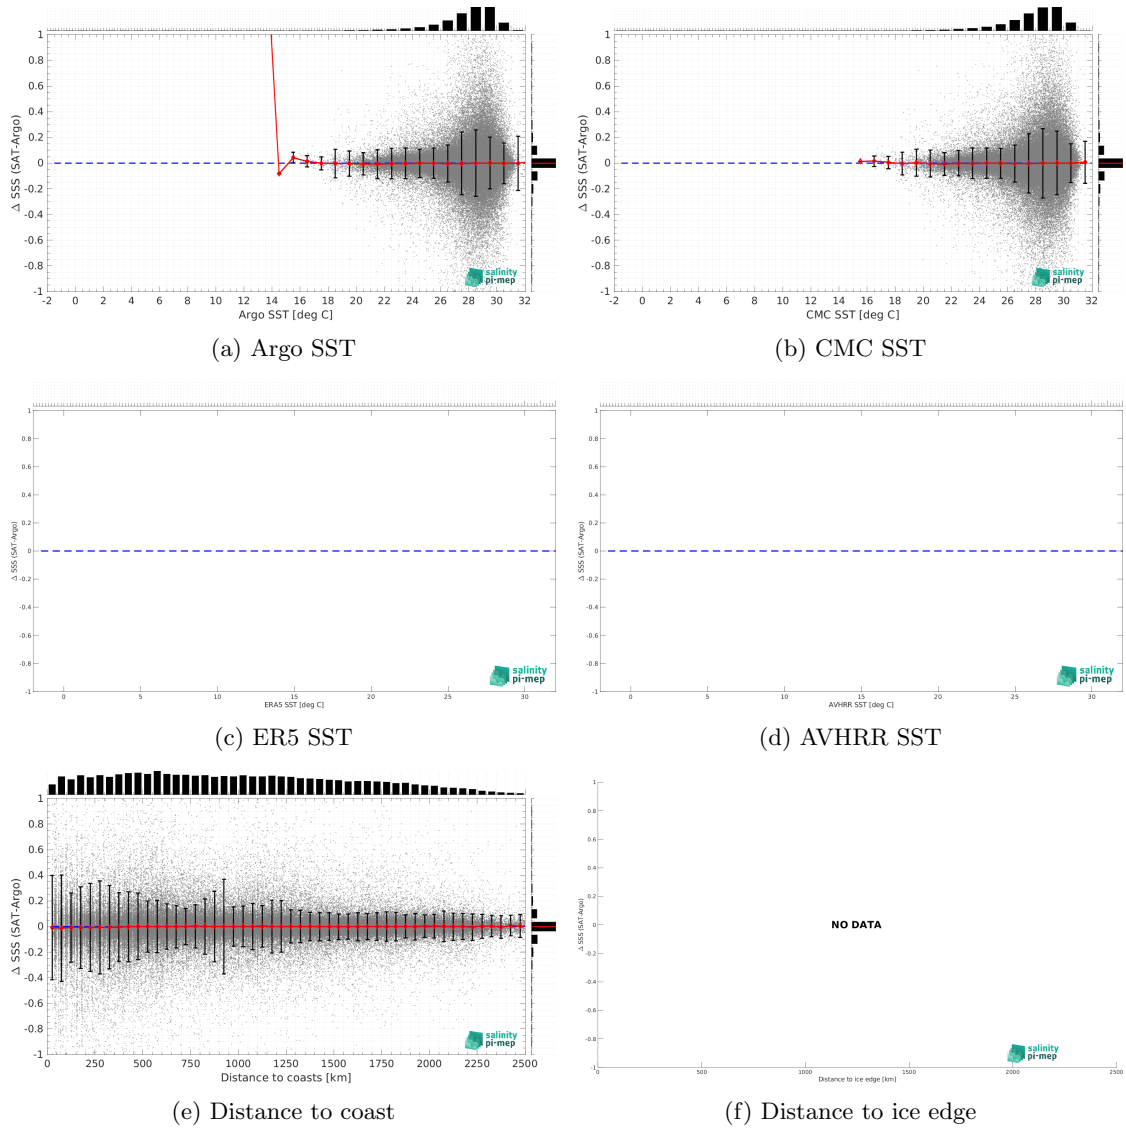 1
0.8
0.6
0.4
0.2
0
-0.2
-0.4
-0.6
-0.8
-1
Δ SSS (SAT-Argo)
-2 0 2 4 6 8 10 12 14 16 18 20 22 24 26 28 30 32
Argo SST [deg C]
salinity
pi-mep
(a) Argo SST
1
0.8
0.6
0.4
0.2
0
-0.2
-0.4
-0.6
-0.8
-1
Δ SSS (SAT-Argo)
-2 0 2 4 6 8 10 12 14 16 18 20 22 24 26 28 30 32
CMC SST [deg C]
salinity
pi-mep
(b) CMC SST
1
0.8
0.6
0.4
0.2
0
-0.2
-0.4
-0.6
-0.8
-1
Δ SSS (SAT-Argo)
0 5 10 15 20 25 30
ERA5 SST [deg C]
salinity
pi-mep
(c) ER5 SST
1
0.8
0.6
0.4
0.2
0
-0.2
-0.4
-0.6
-0.8
-1
Δ SSS (SAT-Argo)
0 5 10 15 20 25 30
AVHRR SST [deg C]
salinity
pi-mep
(d) AVHRR SST
1
0.8
0.6
0.4
0.2
0
-0.2
-0.4
-0.6
-0.8
-1
Δ SSS (SAT-Argo)
0 250 500 750 1000 1250 1500 1750 2000 2250 2500
Distance to coasts [km]
salinity
pi-mep
(e) Distance to coast
1
0.8
0.6
0.4
0.2
0
-0.2
-0.4
-0.6
-0.8
-1
Δ SSS (SAT-Argo)
NO DATA
0 500 1000 1500 2000 2500
Distance to ice edge [km]
salinity
pi-mep
(f) Distance to ice edge